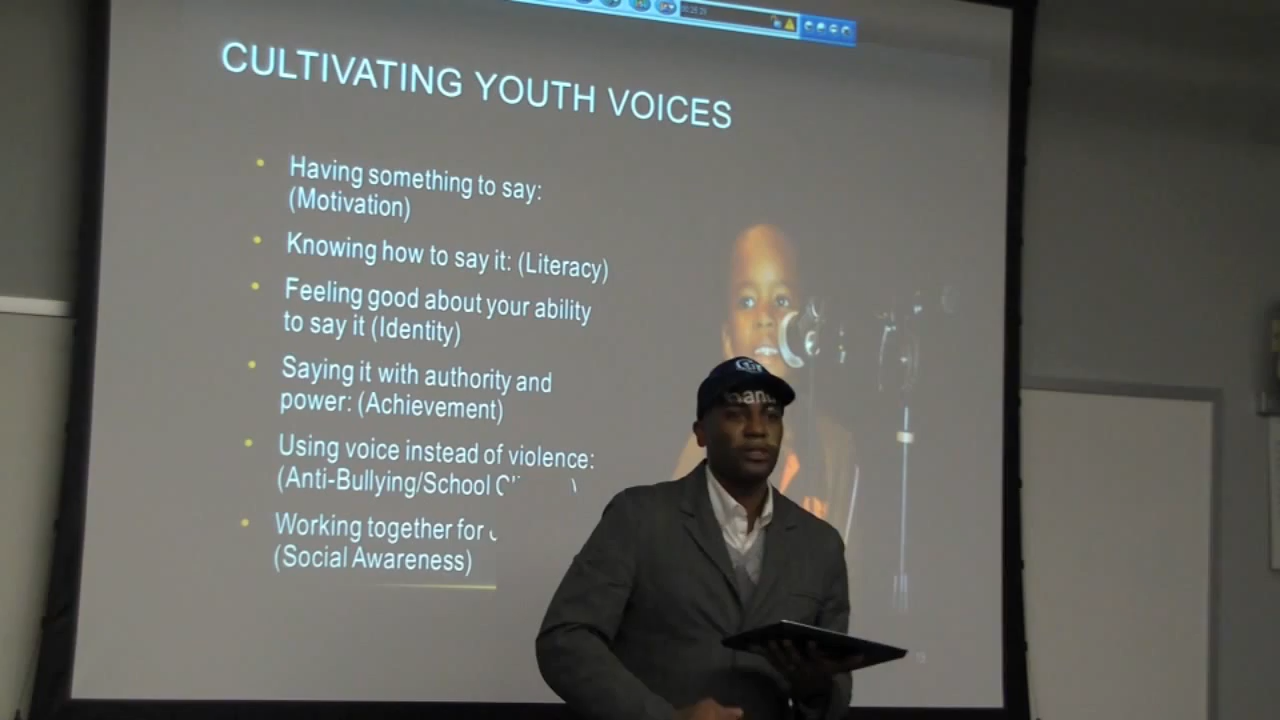 CULTIVATING YOUTH VOICES
• Having something to say:
(Motivation)
• Knowing how to say it: (Literacy)
• Feeling good about your ability
to say it (Identity)
• Saying it with authority and
power: (Achievement)
• Using voice instead of violence:
(Anti-Bullying/School
• Working together for
(Social Awareness)